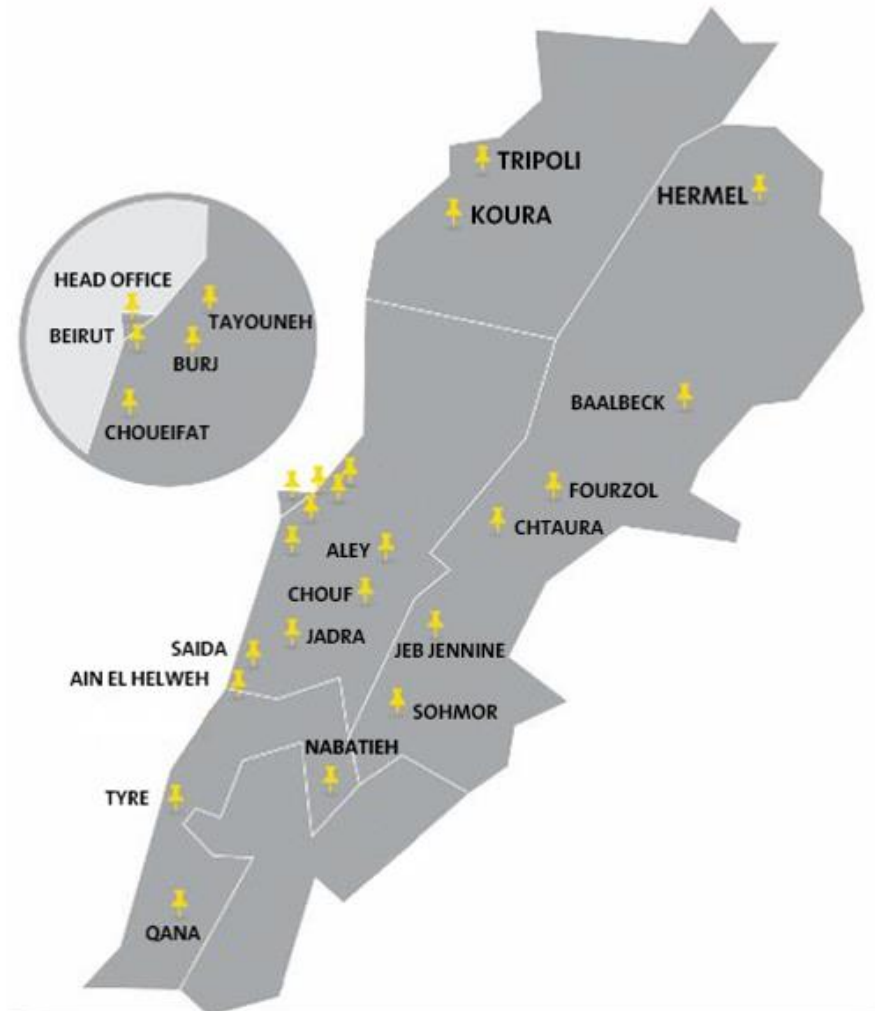 TRIPOLI
HERMEL
KOURA
HEAD OFFICE
TAYOUNEH
BEIRUT
BURJ
BAALBECK
CHOUEIFAT
FOURZOL
CHTAURA
ALEY
CHOUF
JADRA
SAIDA
JEB JENNINE
AIN EL HELWEH
SOHMOR
NABATIEH
TYRE
QANA